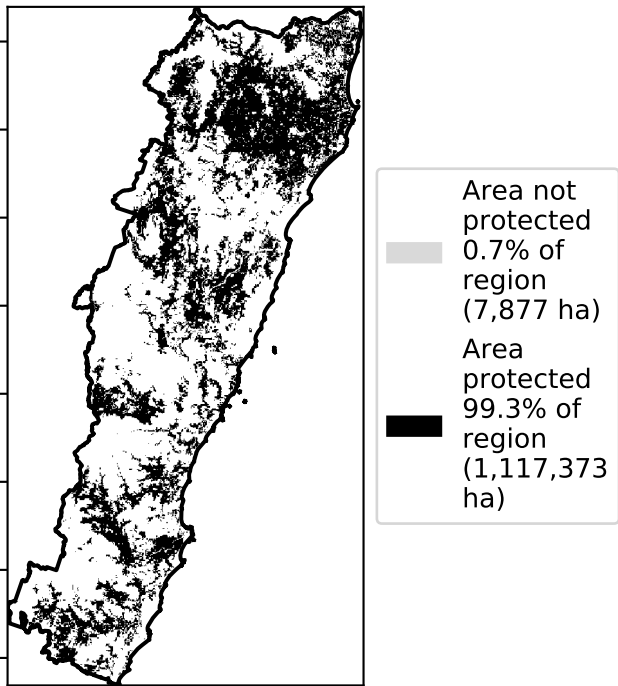 Area not
protected
0.7% of
region
(7,877 ha)
Area
protected
99.3% of
region
(1,117,373
ha)